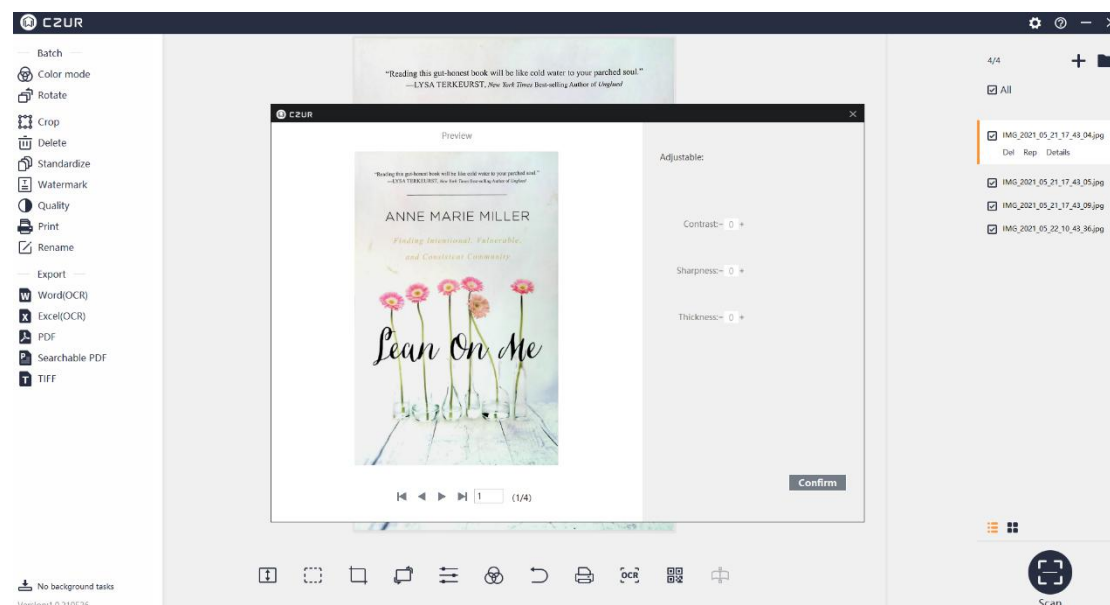 CZUR
Batch
Color mode
Rotate
Crop
Delete
Standardize
Watermark
Quality
Print
Rename
Export
Word(OCR)
Excel(OCR)
PDF
Searchable PDF
TIFF
No background tasks
“Reading this gut-honest book will be like cold water to your parched soul.”
—LYSA TERKEURST, New York Times Best-selling Author of Unglued
CZUR
Preview
“Reading this gut-honest book will be like cold water to your parched soul.”
—LYSA TERKEURST, New York Times Best-selling Author of Unglued
ANNE MARIE MILLER
Finding Intentional, Vulnerable,
and Consistent Community
Lean On Me
1 (1/4)
Adjustable:
Contrast:- 0 +
Sharpness:- 0 +
Thickness:- 0 +
Confirm
OCR
4/4
All
IMG_2021_05_21_17_43_04.jpg
Del Rep Details
IMG_2021_05_21_17_43_05.jpg
IMG_2021_05_21_17_43_09.jpg
IMG_2021_05_22_10_43_36.jpg
Scan